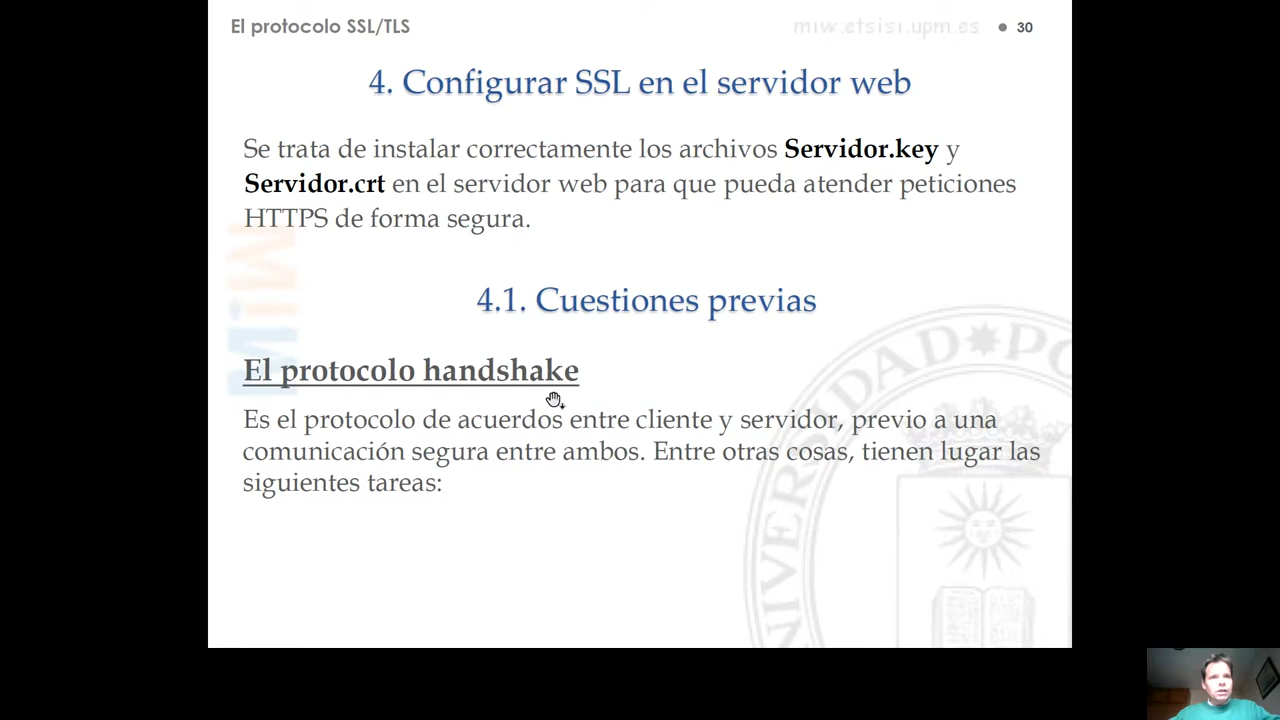 El protocolo SSL/TLS
miw.etsisi.upm.es
30
4. Configurar SSL en el servidor web
Se trata de instalar correctamente los archivos Servidor.key y
Servidor.crt en el servidor web para que pueda atender peticiones
HTTPS de forma segura.
4.1. Cuestiones previas
El protocolo handshake
Es el protocolo de acuerdos entre cliente y servidor, previo a una
comunicación segura entre ambos. Entre otras cosas, tienen lugar las
siguientes tareas:
MiW
UNIVERSIDAD PO